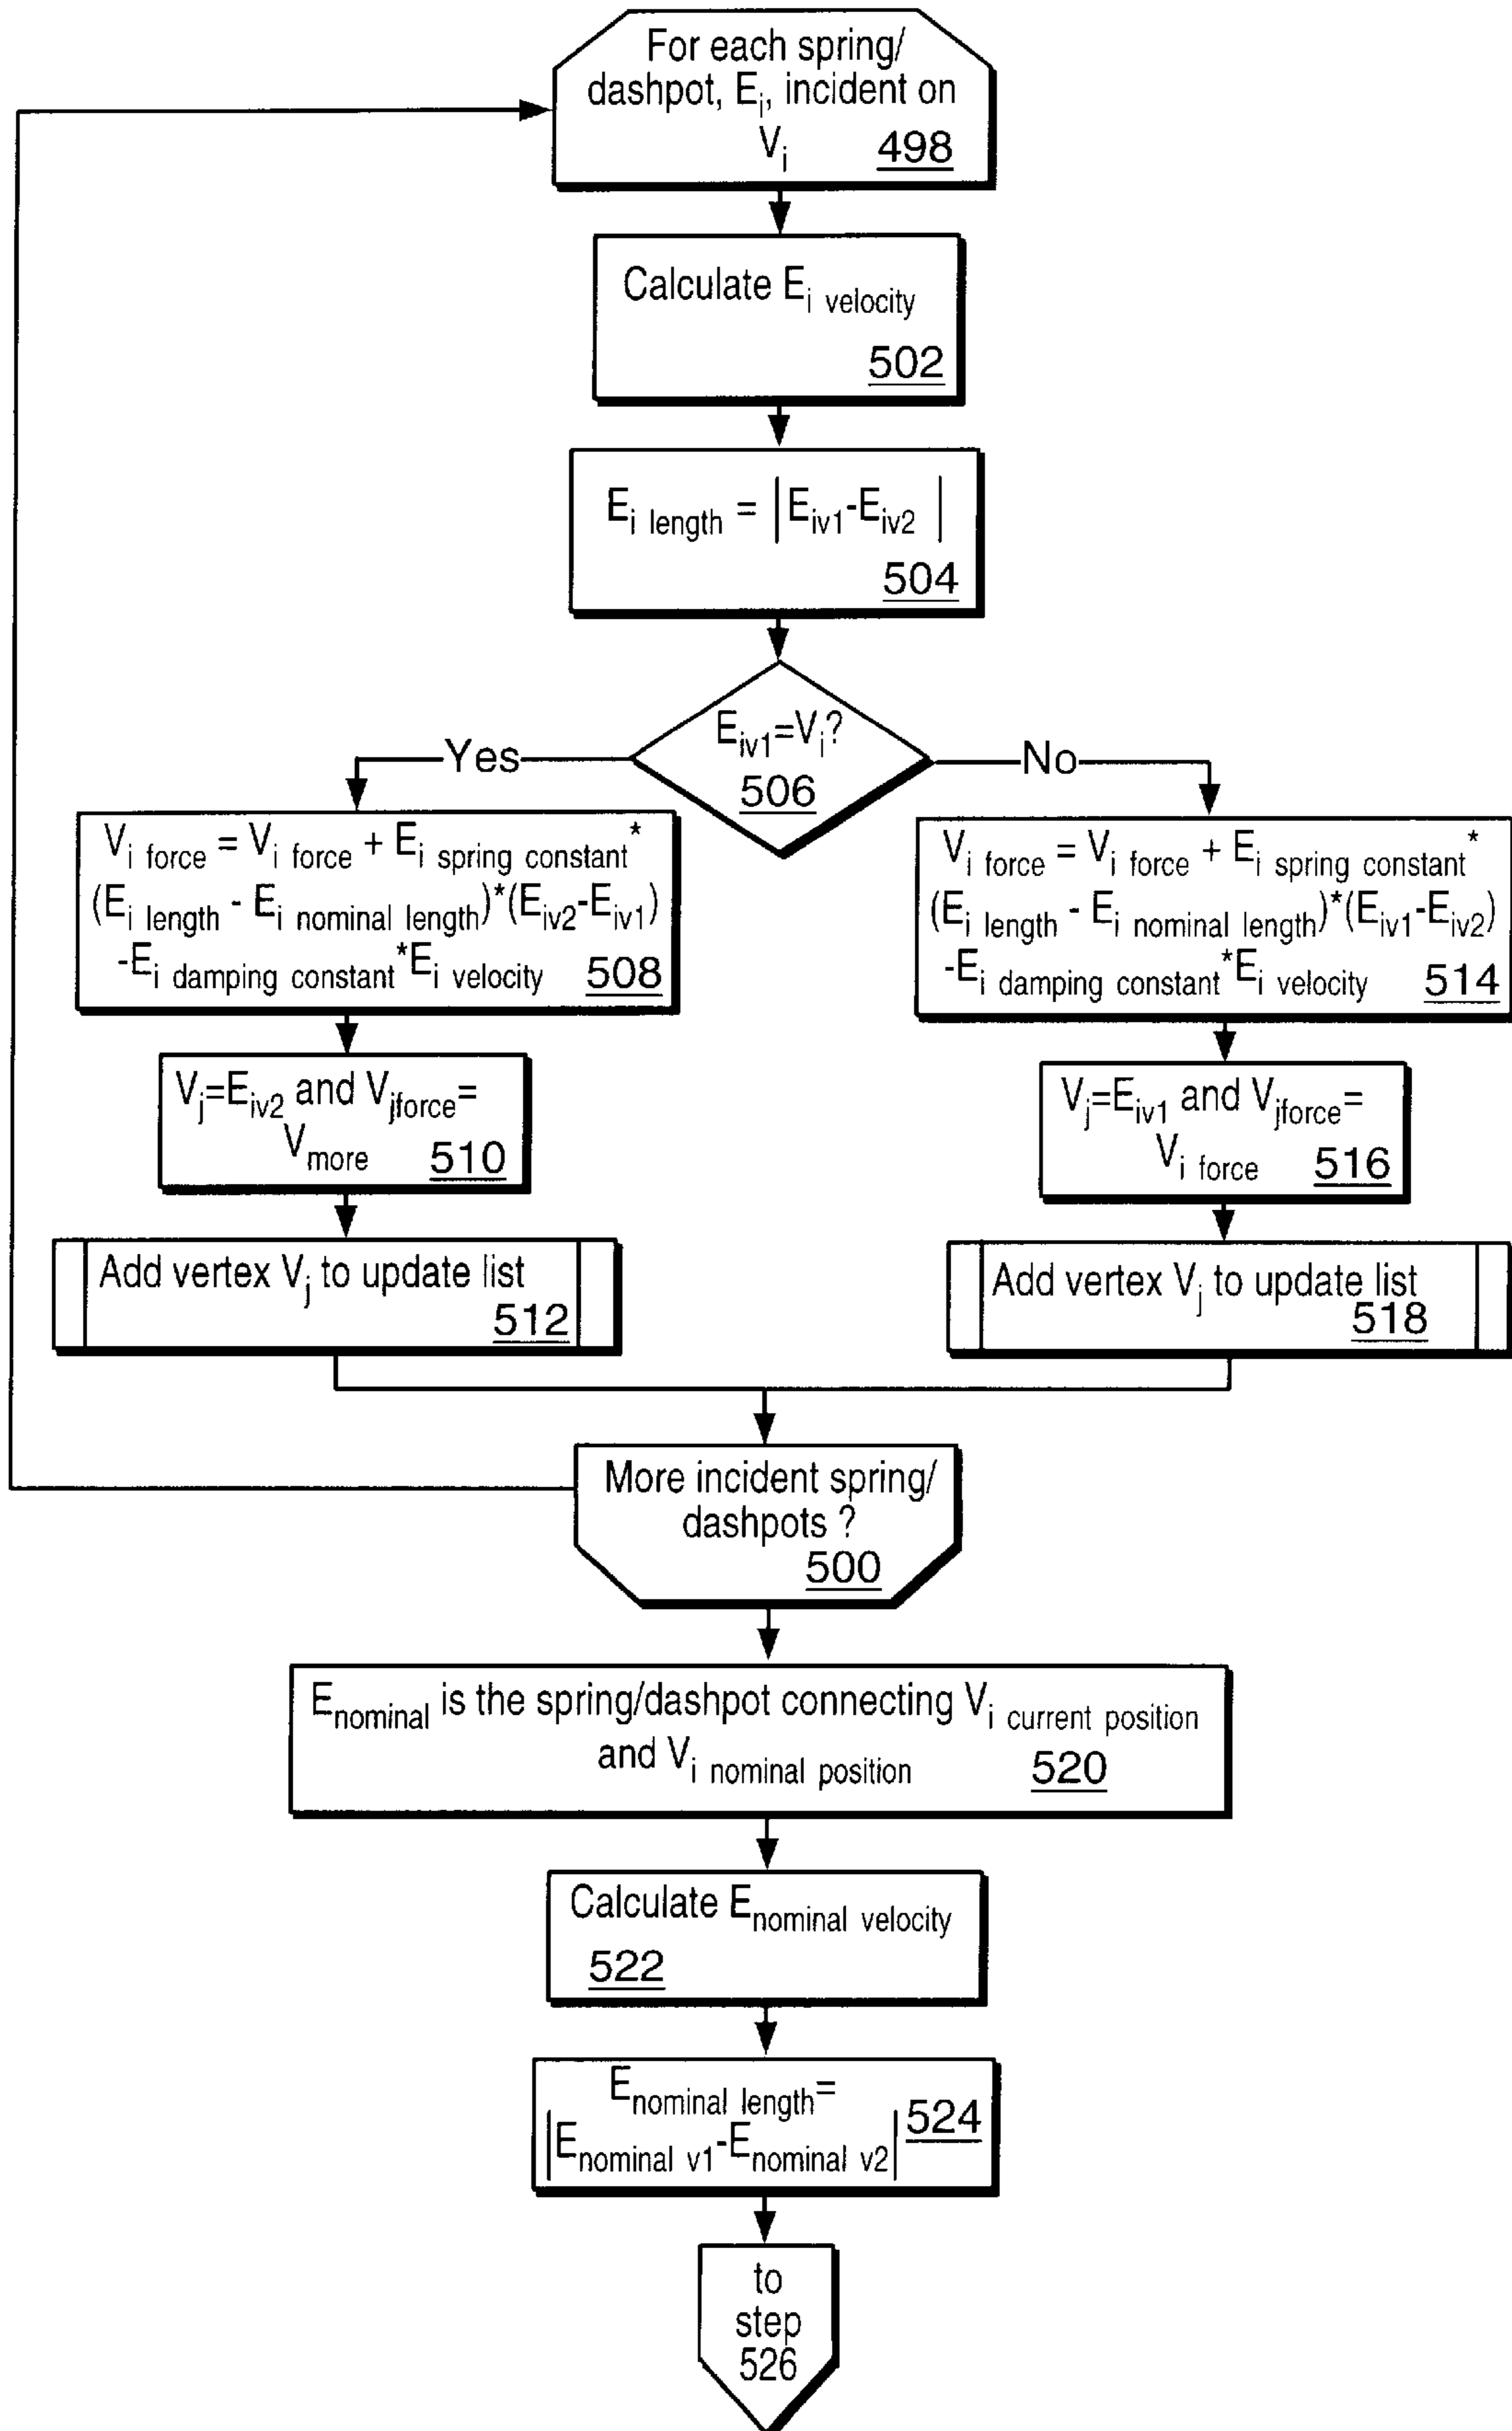 For each spring/
dashpot, Ei, incident on
Vi 498
Calculate Ei velocity
502
Ei length = |Eiv1-Eiv2 |
504
Eiv1=Vi?
506
Yes
No
Vi force = Vi force + Ei spring constant*
(Ei length - Ei nominal length)*(Eiv2-Eiv1)
-Ei damping constant*Ei velocity 508
Vj=Eiv2 and Vjforce=
Vmore 510
Add vertex Vj to update list
512
Vi force = Vi force + Ei spring constant*
(Ei length - Ei nominal length)*(Eiv1-Eiv2)
-Ei damping constant*Ei velocity 514
Vj=Eiv1 and Vjforce=
Vi force 516
Add vertex Vj to update list
518
More incident spring/
dashpots ?
500
Enominal is the spring/dashpot connecting Vi current position
and Vi nominal position 520
Calculate Enominal velocity
522
Enominal length=
|Enominal v1-Enominal v2| 524
to
step
526